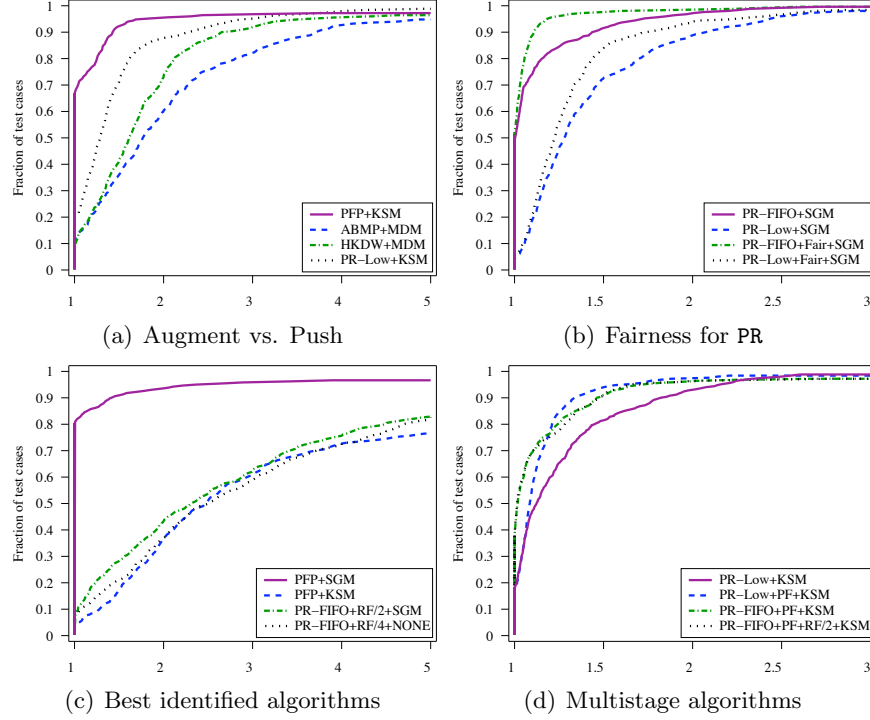 Fraction of test cases
1
0.9
0.8
0.7
0.6
0.5
0.4
0.3
0.2
0.1
0
1 2 3 4 5
PFP+KSM
ABMP+MDM
HKDW+MDM
PR−Low+KSM
(a) Augment vs. Push
Fraction of test cases
1
0.9
0.8
0.7
0.6
0.5
0.4
0.3
0.2
0.1
0
1 1.5 2 2.5 3
PR−FIFO+SGM
PR−Low+SGM
PR−FIFO+Fair+SGM
PR−Low+Fair+SGM
(b) Fairness for PR
Fraction of test cases
1
0.9
0.8
0.7
0.6
0.5
0.4
0.3
0.2
0.1
0
1 2 3 4 5
PFP+SGM
PFP+KSM
PR−FIFO+RF/2+SGM
PR−FIFO+RF/4+NONE
(c) Best identified algorithms
Fraction of test cases
1
0.9
0.8
0.7
0.6
0.5
0.4
0.3
0.2
0.1
0
1 1.5 2 2.5 3
PR−Low+KSM
PR−Low+PF+KSM
PR−FIFO+PF+KSM
PR−FIFO+PF+RF/2+KSM
(d) Multistage algorithms